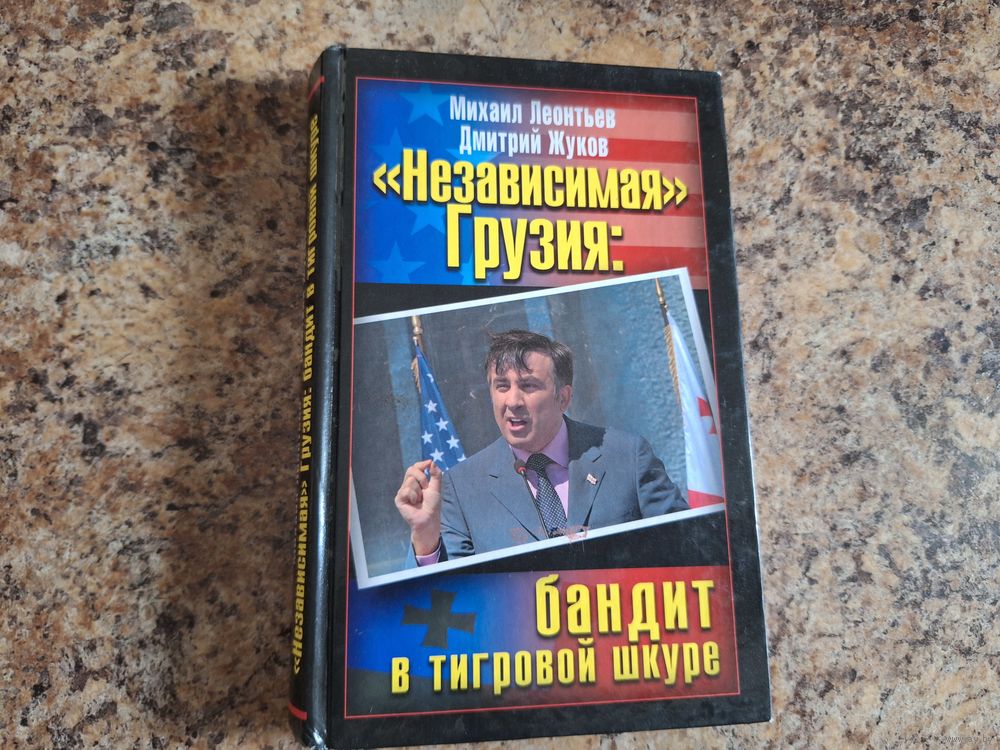 Михаил Леонтьев
Дмитрий Жуков
«Независимая»
Грузия:
бандит
в тигровой шкуре
«Независимая» Грузия: бандит в тигровой шкуре